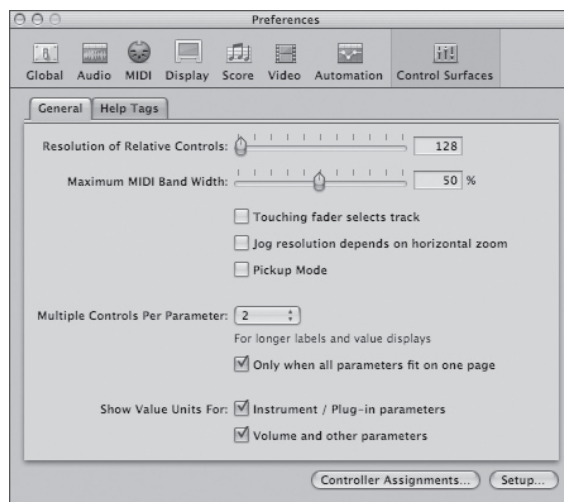 Preferences
Global Audio MIDI Display Score Video Automation Control Surfaces
General Help Tags
Resolution of Relative Controls: 128
Maximum MIDI Band Width: 50 %
Touching fader selects track
Jog resolution depends on horizontal zoom
Pickup Mode
Multiple Controls Per Parameter: 2
For longer labels and value displays
Only when all parameters fit on one page
Show Value Units For: Instrument / Plug-in parameters
Volume and other parameters
Controller Assignments... Setup...